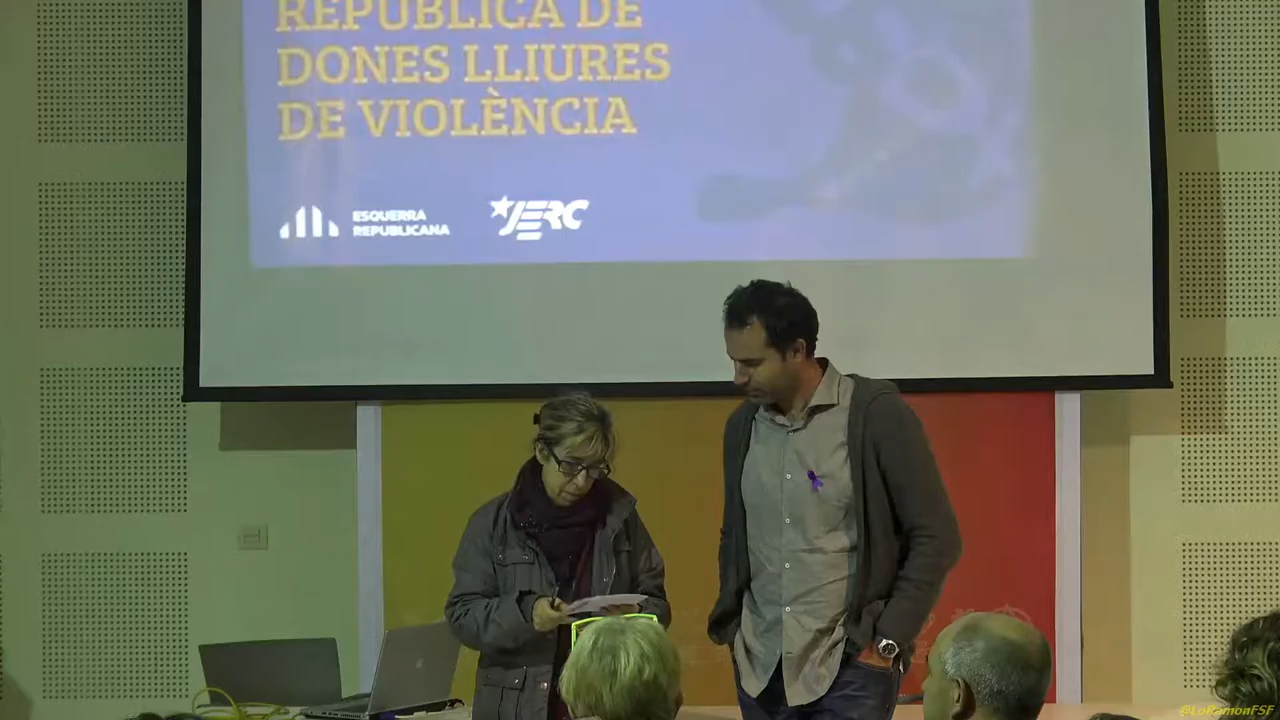 REPÚBLICA DE
DONES LLIURES
DE VIOLÈNCIA
ESQUERRA
REPUBLICANA
JERC
@LoRamonFSF